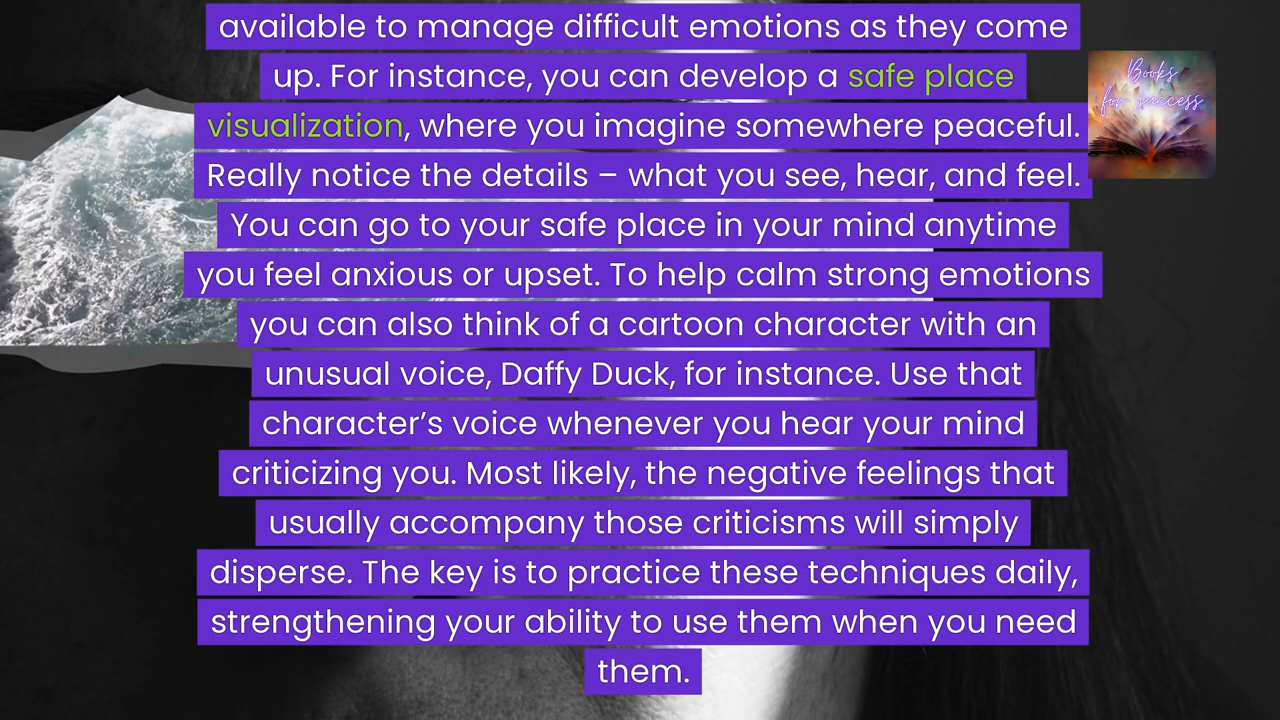 available to manage difficult emotions as they come
up. For instance, you can develop a safe place
visualization, where you imagine somewhere peaceful.
Really notice the details – what you see, hear, and feel.
You can go to your safe place in your mind anytime
you feel anxious or upset. To help calm strong emotions
you can also think of a cartoon character with an
unusual voice, Daffy Duck, for instance. Use that
character’s voice whenever you hear your mind
criticizing you. Most likely, the negative feelings that
usually accompany those criticisms will simply
disperse. The key is to practice these techniques daily,
strengthening your ability to use them when you need
them.
Books
for success